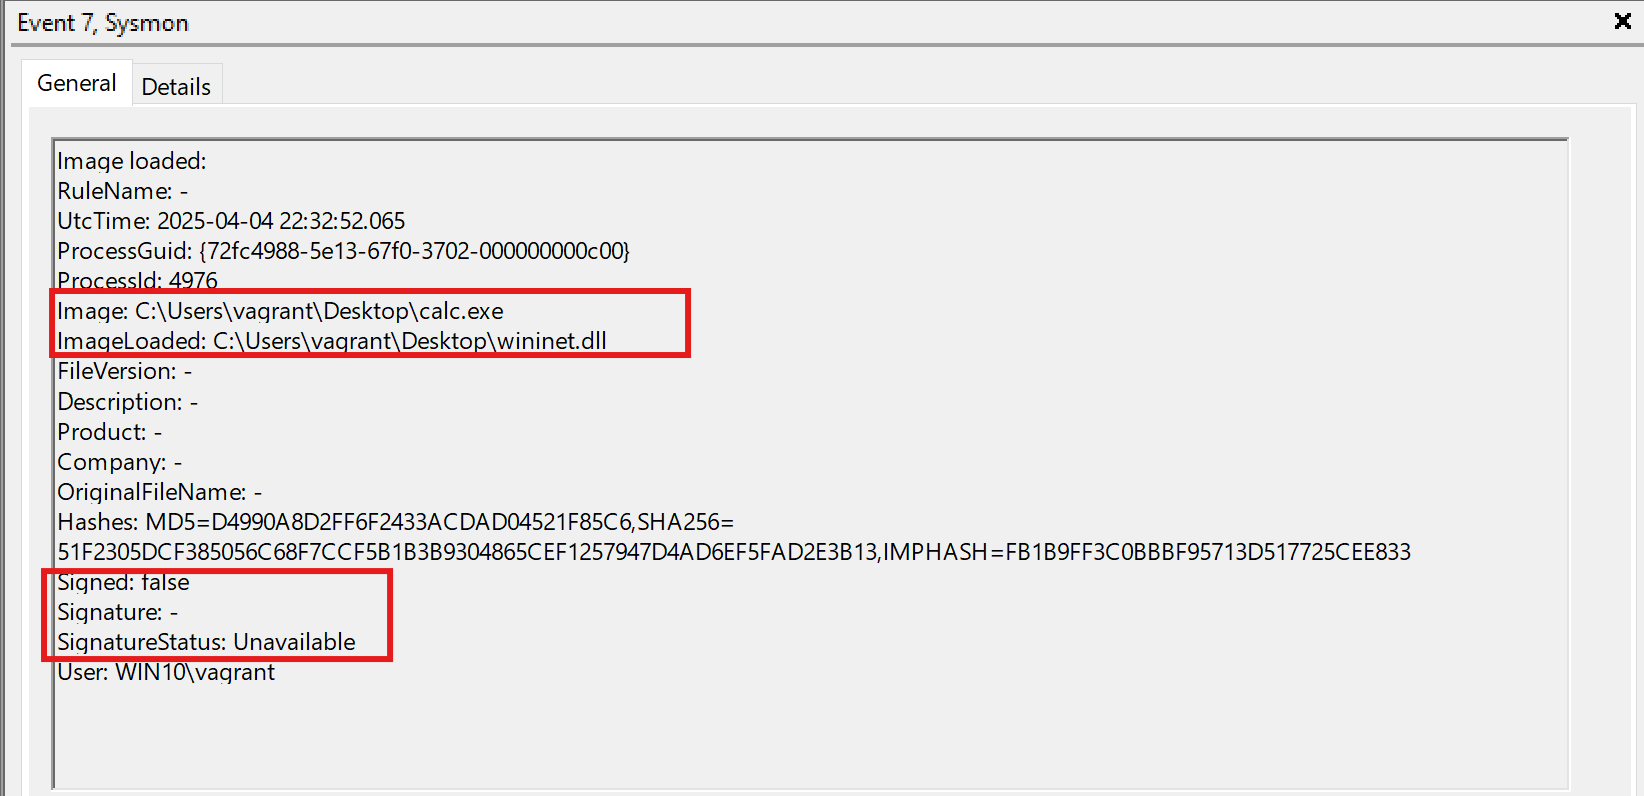 Event 7, Sysmon
General
Details
Image loaded:
RuleName: -
UtcTime: 2025-04-04 22:32:52.065
ProcessGuid: {72fc4988-5e13-67f0-3702-000000000c00}
ProcessId: 4976
Image: C:\Users\vagrant\Desktop\calc.exe
ImageLoaded: C:\Users\vagrant\Desktop\wininet.dll
FileVersion: -
Description: -
Product: -
Company: -
OriginalFileName: -
Hashes: MD5=D4990A8D2FF6F2433ACDAD04521F85C6,SHA256=
51F2305DCF385056C68F7CCF5B1B3B9304865CEF1257947D4AD6EF5FAD2E3B13,IMPHASH=FB1B9FF3C0BBBF95713D517725CEE833
Signed: false
Signature: -
SignatureStatus: Unavailable
User: WIN10\vagrant